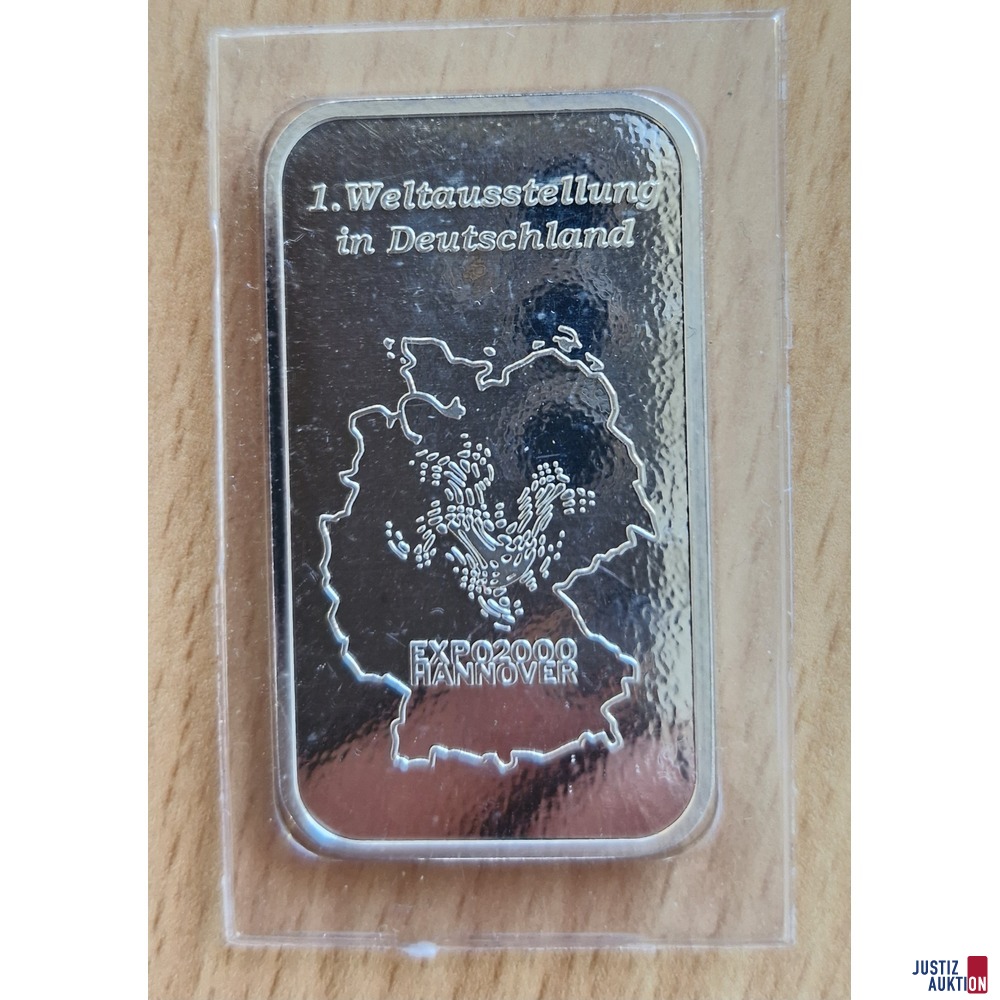 1.Weltausstellung
in Deutschland
EXPO2000
HANNOVER
JUSTIZ
AUKTION